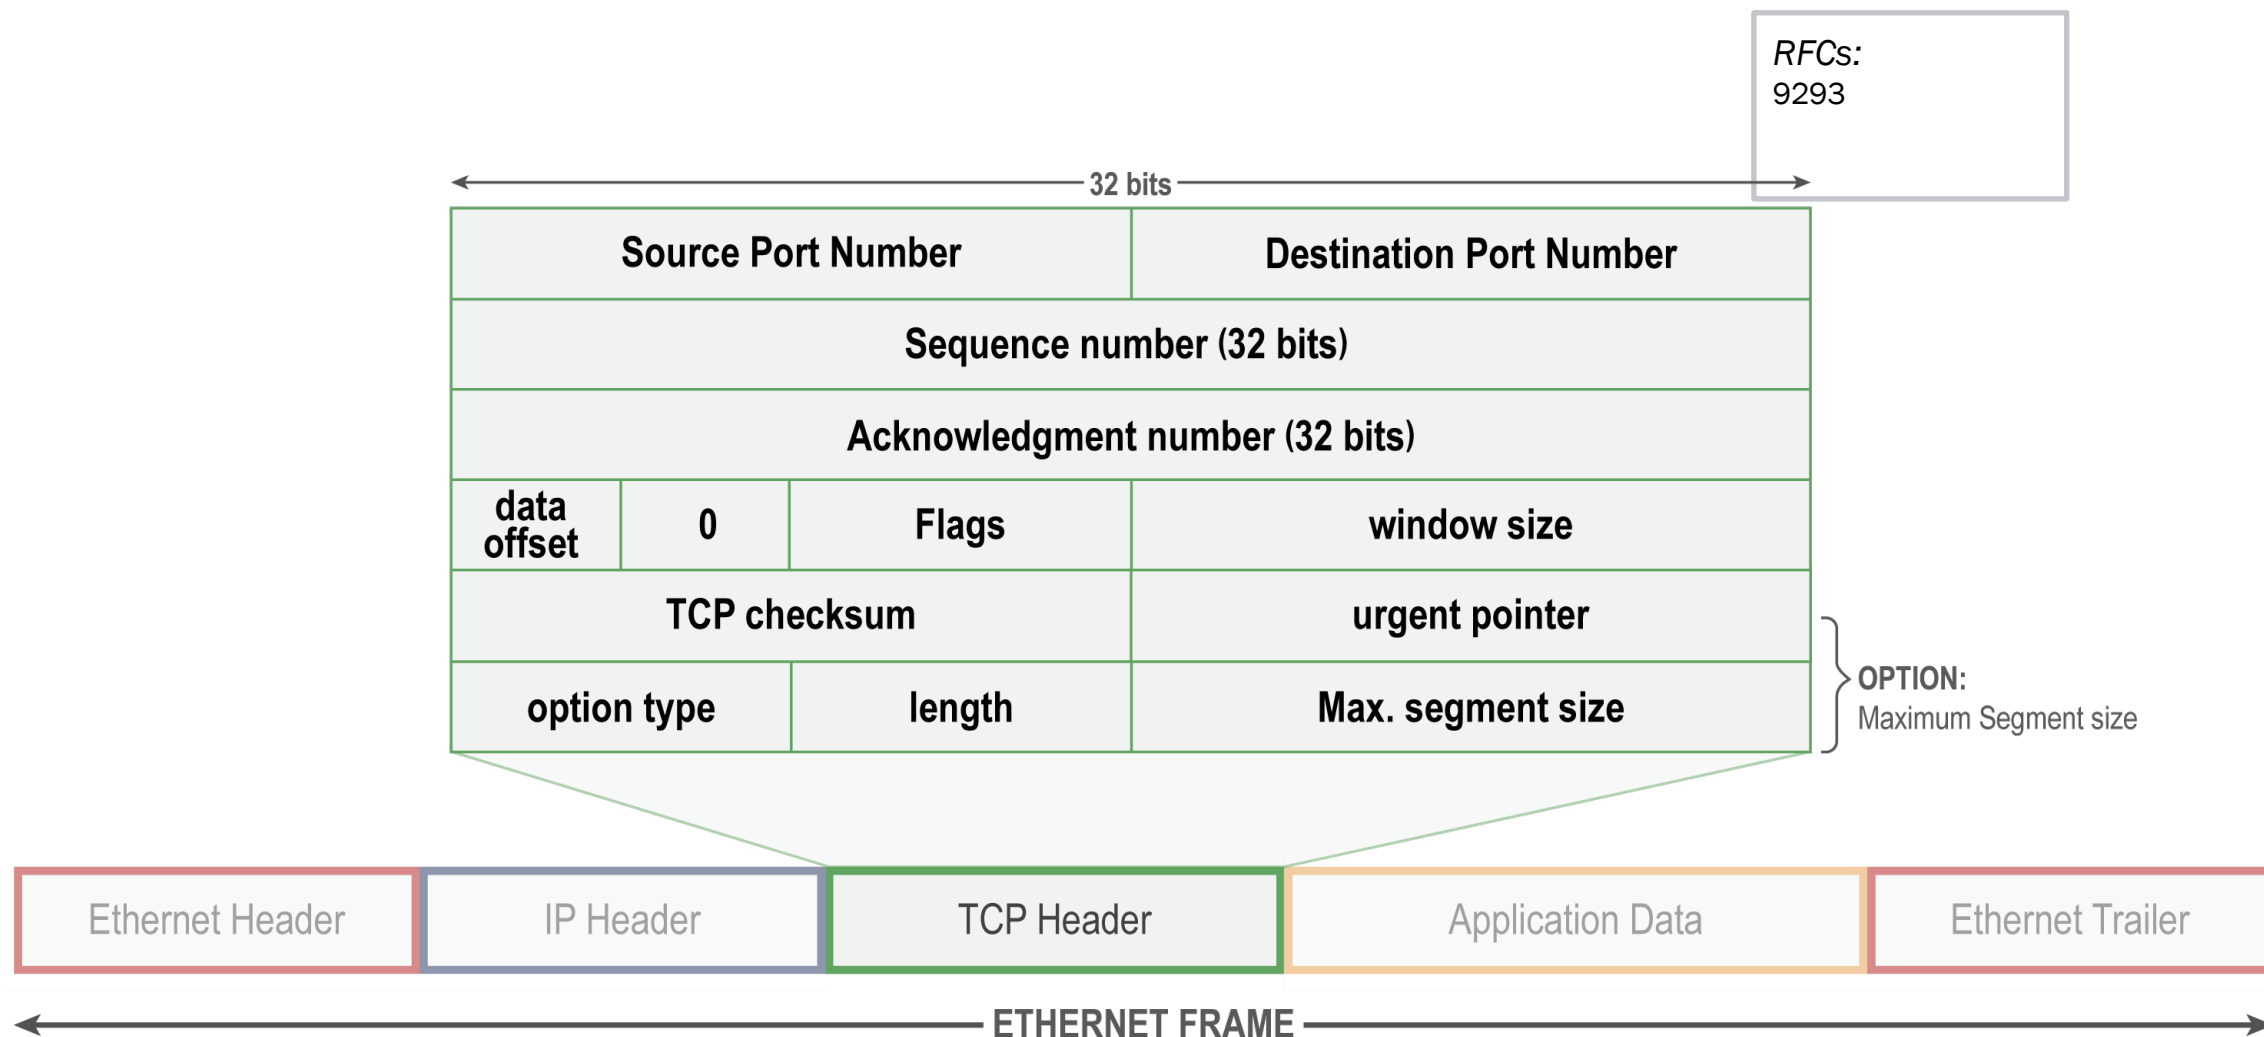 RFCs:
9293
32 bits
Source Port Number
Destination Port Number
Sequence number (32 bits)
Acknowledgment number (32 bits)
data
offset
0
Flags
window size
TCP checksum
urgent pointer
option type
length
Max. segment size
OPTION:
Maximum Segment size
Ethernet Header
IP Header
TCP Header
Application Data
Ethernet Trailer
ETHERNET FRAME